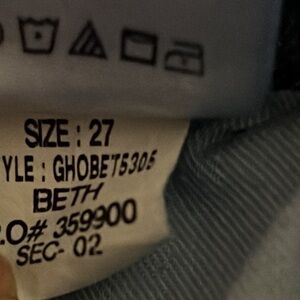 SIZE : 27
YLE : GHOBET5305
BETH
.O# 359900
SEC- 02